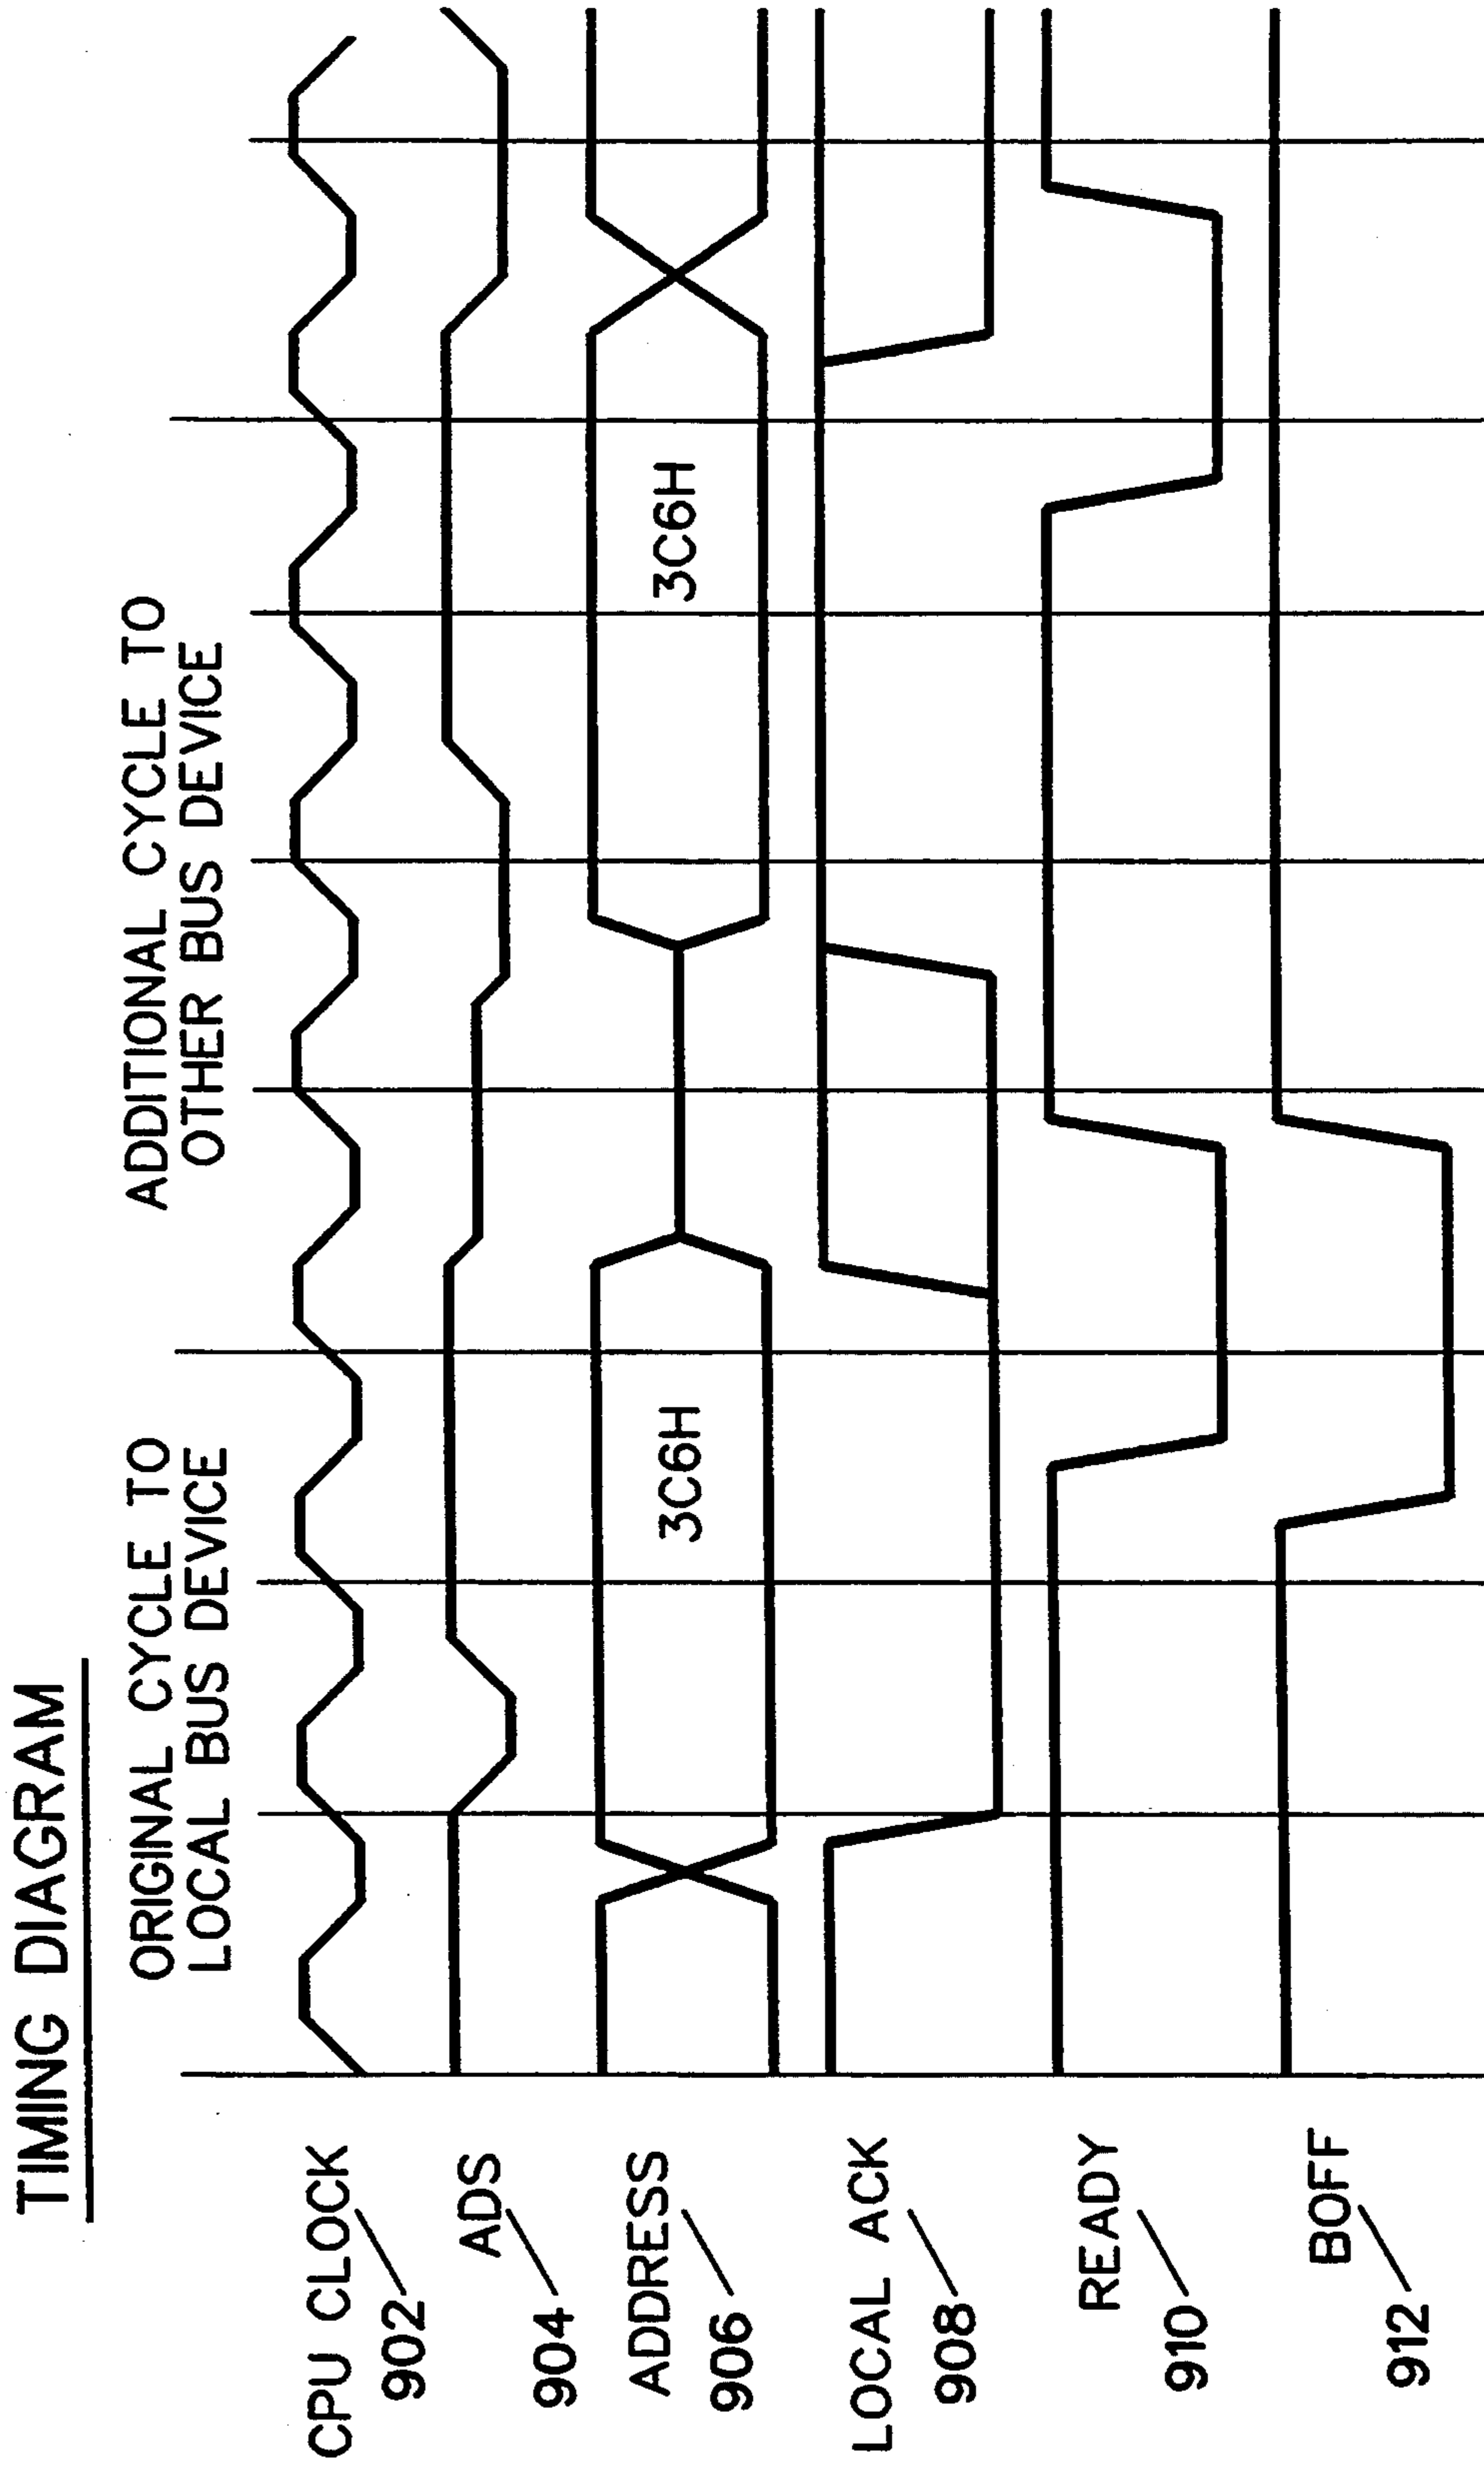 TIMING DIAGRAM
ORIGINAL CYCLE TO
LOCAL BUS DEVICE
ADDITIONAL CYCLE TO
OTHER BUS DEVICE
CPU CLOCK
902
ADS
904
ADDRESS
906
3C6H
3C6H
LOCAL ACK
908
READY
910
BOFF
912